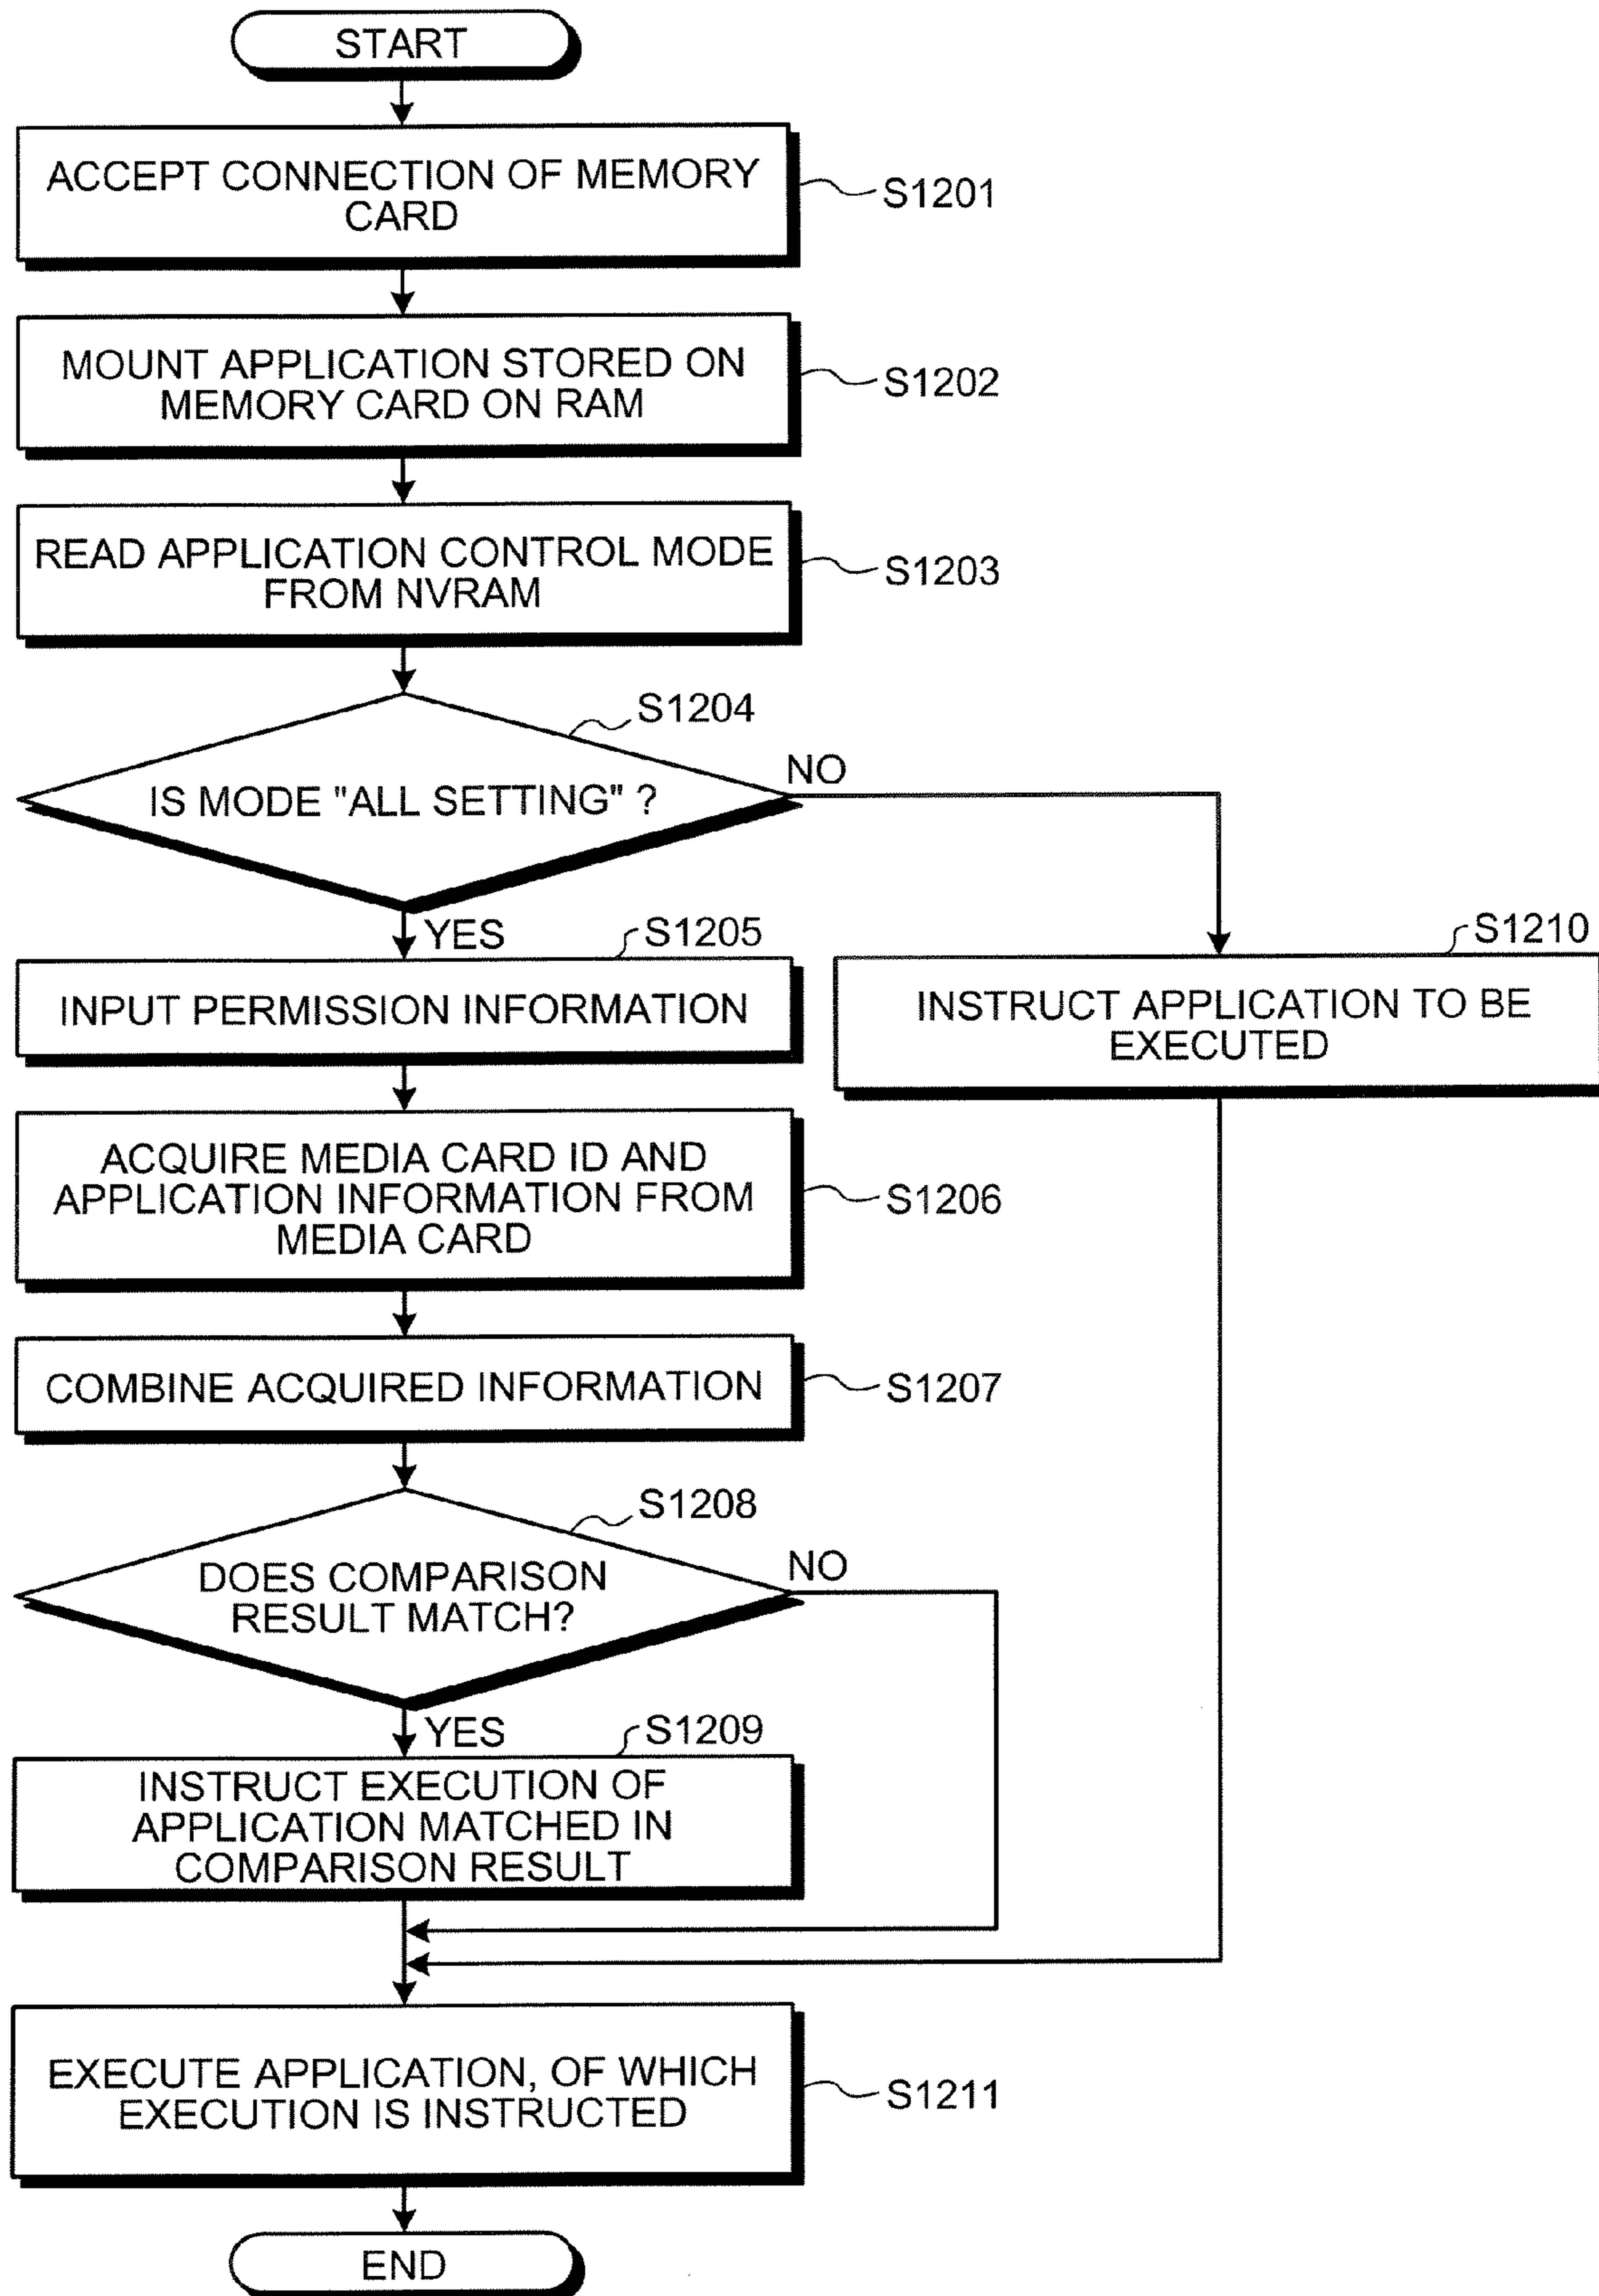 START
ACCEPT CONNECTION OF MEMORY
CARD
S1201
MOUNT APPLICATION STORED ON
MEMORY CARD ON RAM
S1202
READ APPLICATION CONTROL MODE
FROM NVRAM
S1203
S1204
IS MODE "ALL SETTING" ?
NO
YES
S1205
INPUT PERMISSION INFORMATION
S1210
INSTRUCT APPLICATION TO BE
EXECUTED
ACQUIRE MEDIA CARD ID AND
APPLICATION INFORMATION FROM
MEDIA CARD
S1206
COMBINE ACQUIRED INFORMATION
S1207
S1208
DOES COMPARISON
RESULT MATCH?
NO
YES
S1209
INSTRUCT EXECUTION OF
APPLICATION MATCHED IN
COMPARISON RESULT
EXECUTE APPLICATION, OF WHICH
EXECUTION IS INSTRUCTED
S1211
END